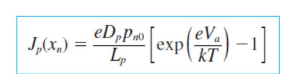 J_p(x_n) = \frac{eD_p p_{n0}}{L_p} \left[ \exp\left( \frac{eV_a}{kT} \right) - 1 \right]